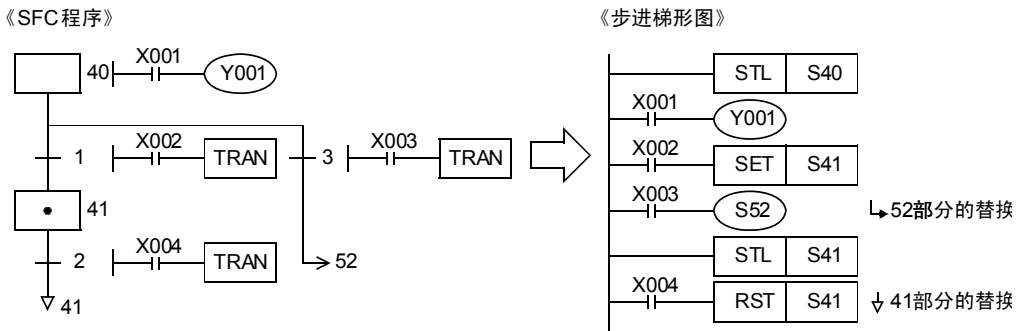 《SFC程序》
40
X001
Y001
1
X002
TRAN
3
X003
TRAN
41
2
X004
TRAN
52
41
《步进梯形图》
STL S40
X001
Y001
X002
SET S41
X003
S52
52部分的替换
STL S41
X004
RST S41
41部分的替换